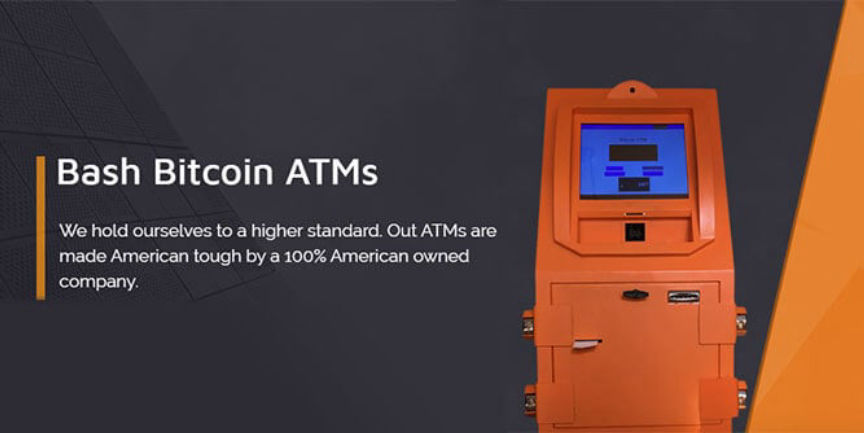 Bash Bitcoin ATMs
We hold ourselves to a higher standard. Out ATMs are
made American tough by a 100% American owned
company.